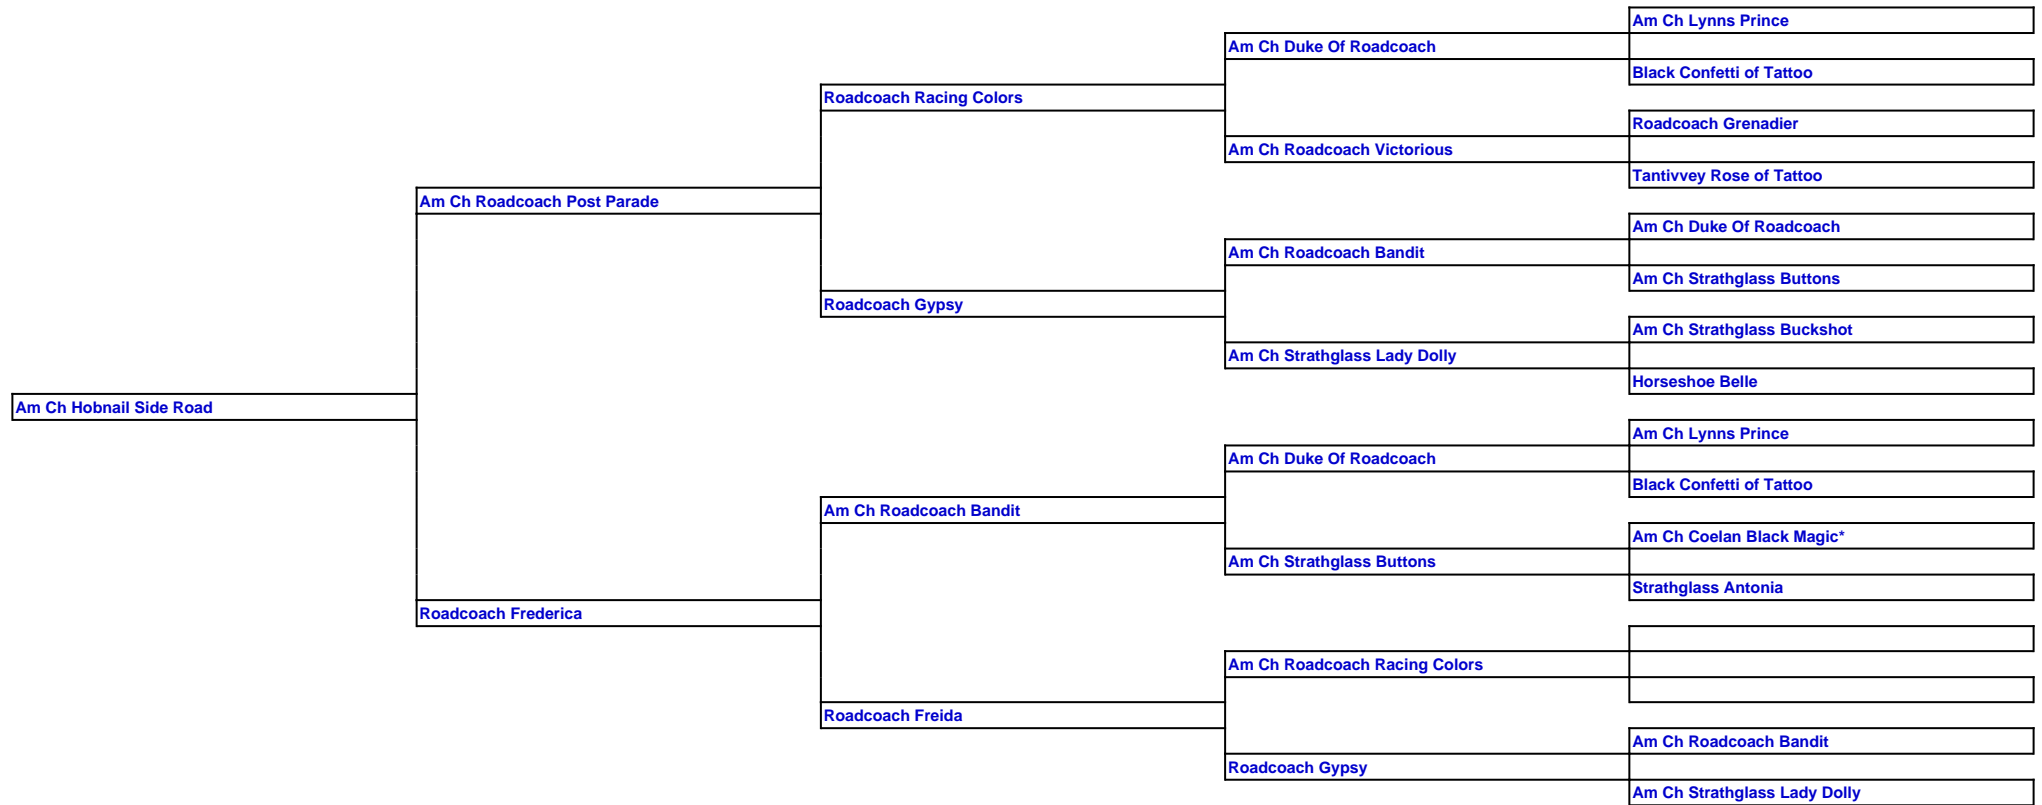 Am Ch Lynns Prince
Am Ch Duke Of Roadcoach
Black Confetti of Tattoo
Roadcoach Racing Colors
Roadcoach Grenadier
Am Ch Roadcoach Victorious
Tantivvey Rose of Tattoo
Am Ch Roadcoach Post Parade
Am Ch Duke Of Roadcoach
Am Ch Roadcoach Bandit
Am Ch Strathglass Buttons
Roadcoach Gypsy
Am Ch Strathglass Buckshot
Am Ch Strathglass Lady Dolly
Horseshoe Belle
Am Ch Hobnail Side Road
Am Ch Lynns Prince
Am Ch Duke Of Roadcoach
Black Confetti of Tattoo
Am Ch Roadcoach Bandit
Am Ch Coelan Black Magic*
Am Ch Strathglass Buttons
Strathglass Antonia
Roadcoach Frederica
Am Ch Roadcoach Racing Colors
Roadcoach Freida
Am Ch Roadcoach Bandit
Roadcoach Gypsy
Am Ch Strathglass Lady Dolly